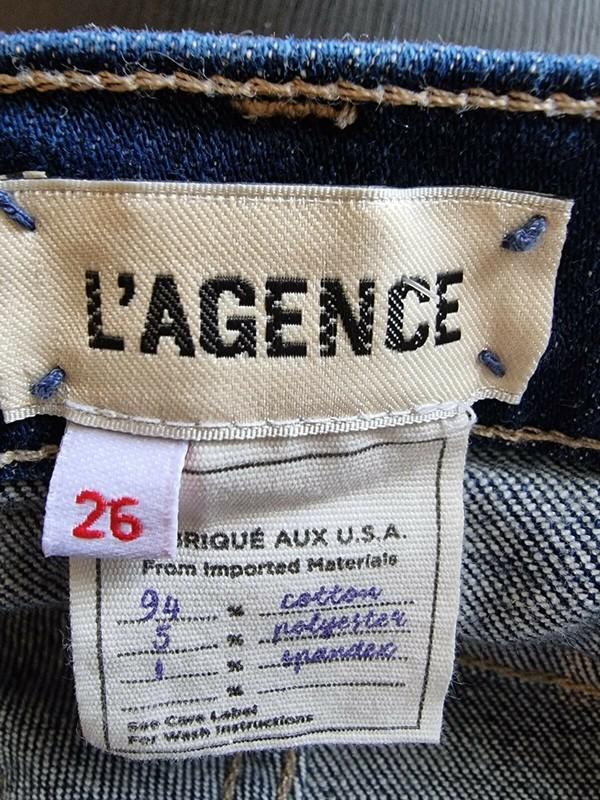 L'AGENCE
26
BRIQUÉ AUX U.S.A.
From Imported Materials
94 % cotton
5 % polyester
1 % spandex
%
See Care Label
For Wash Instructions